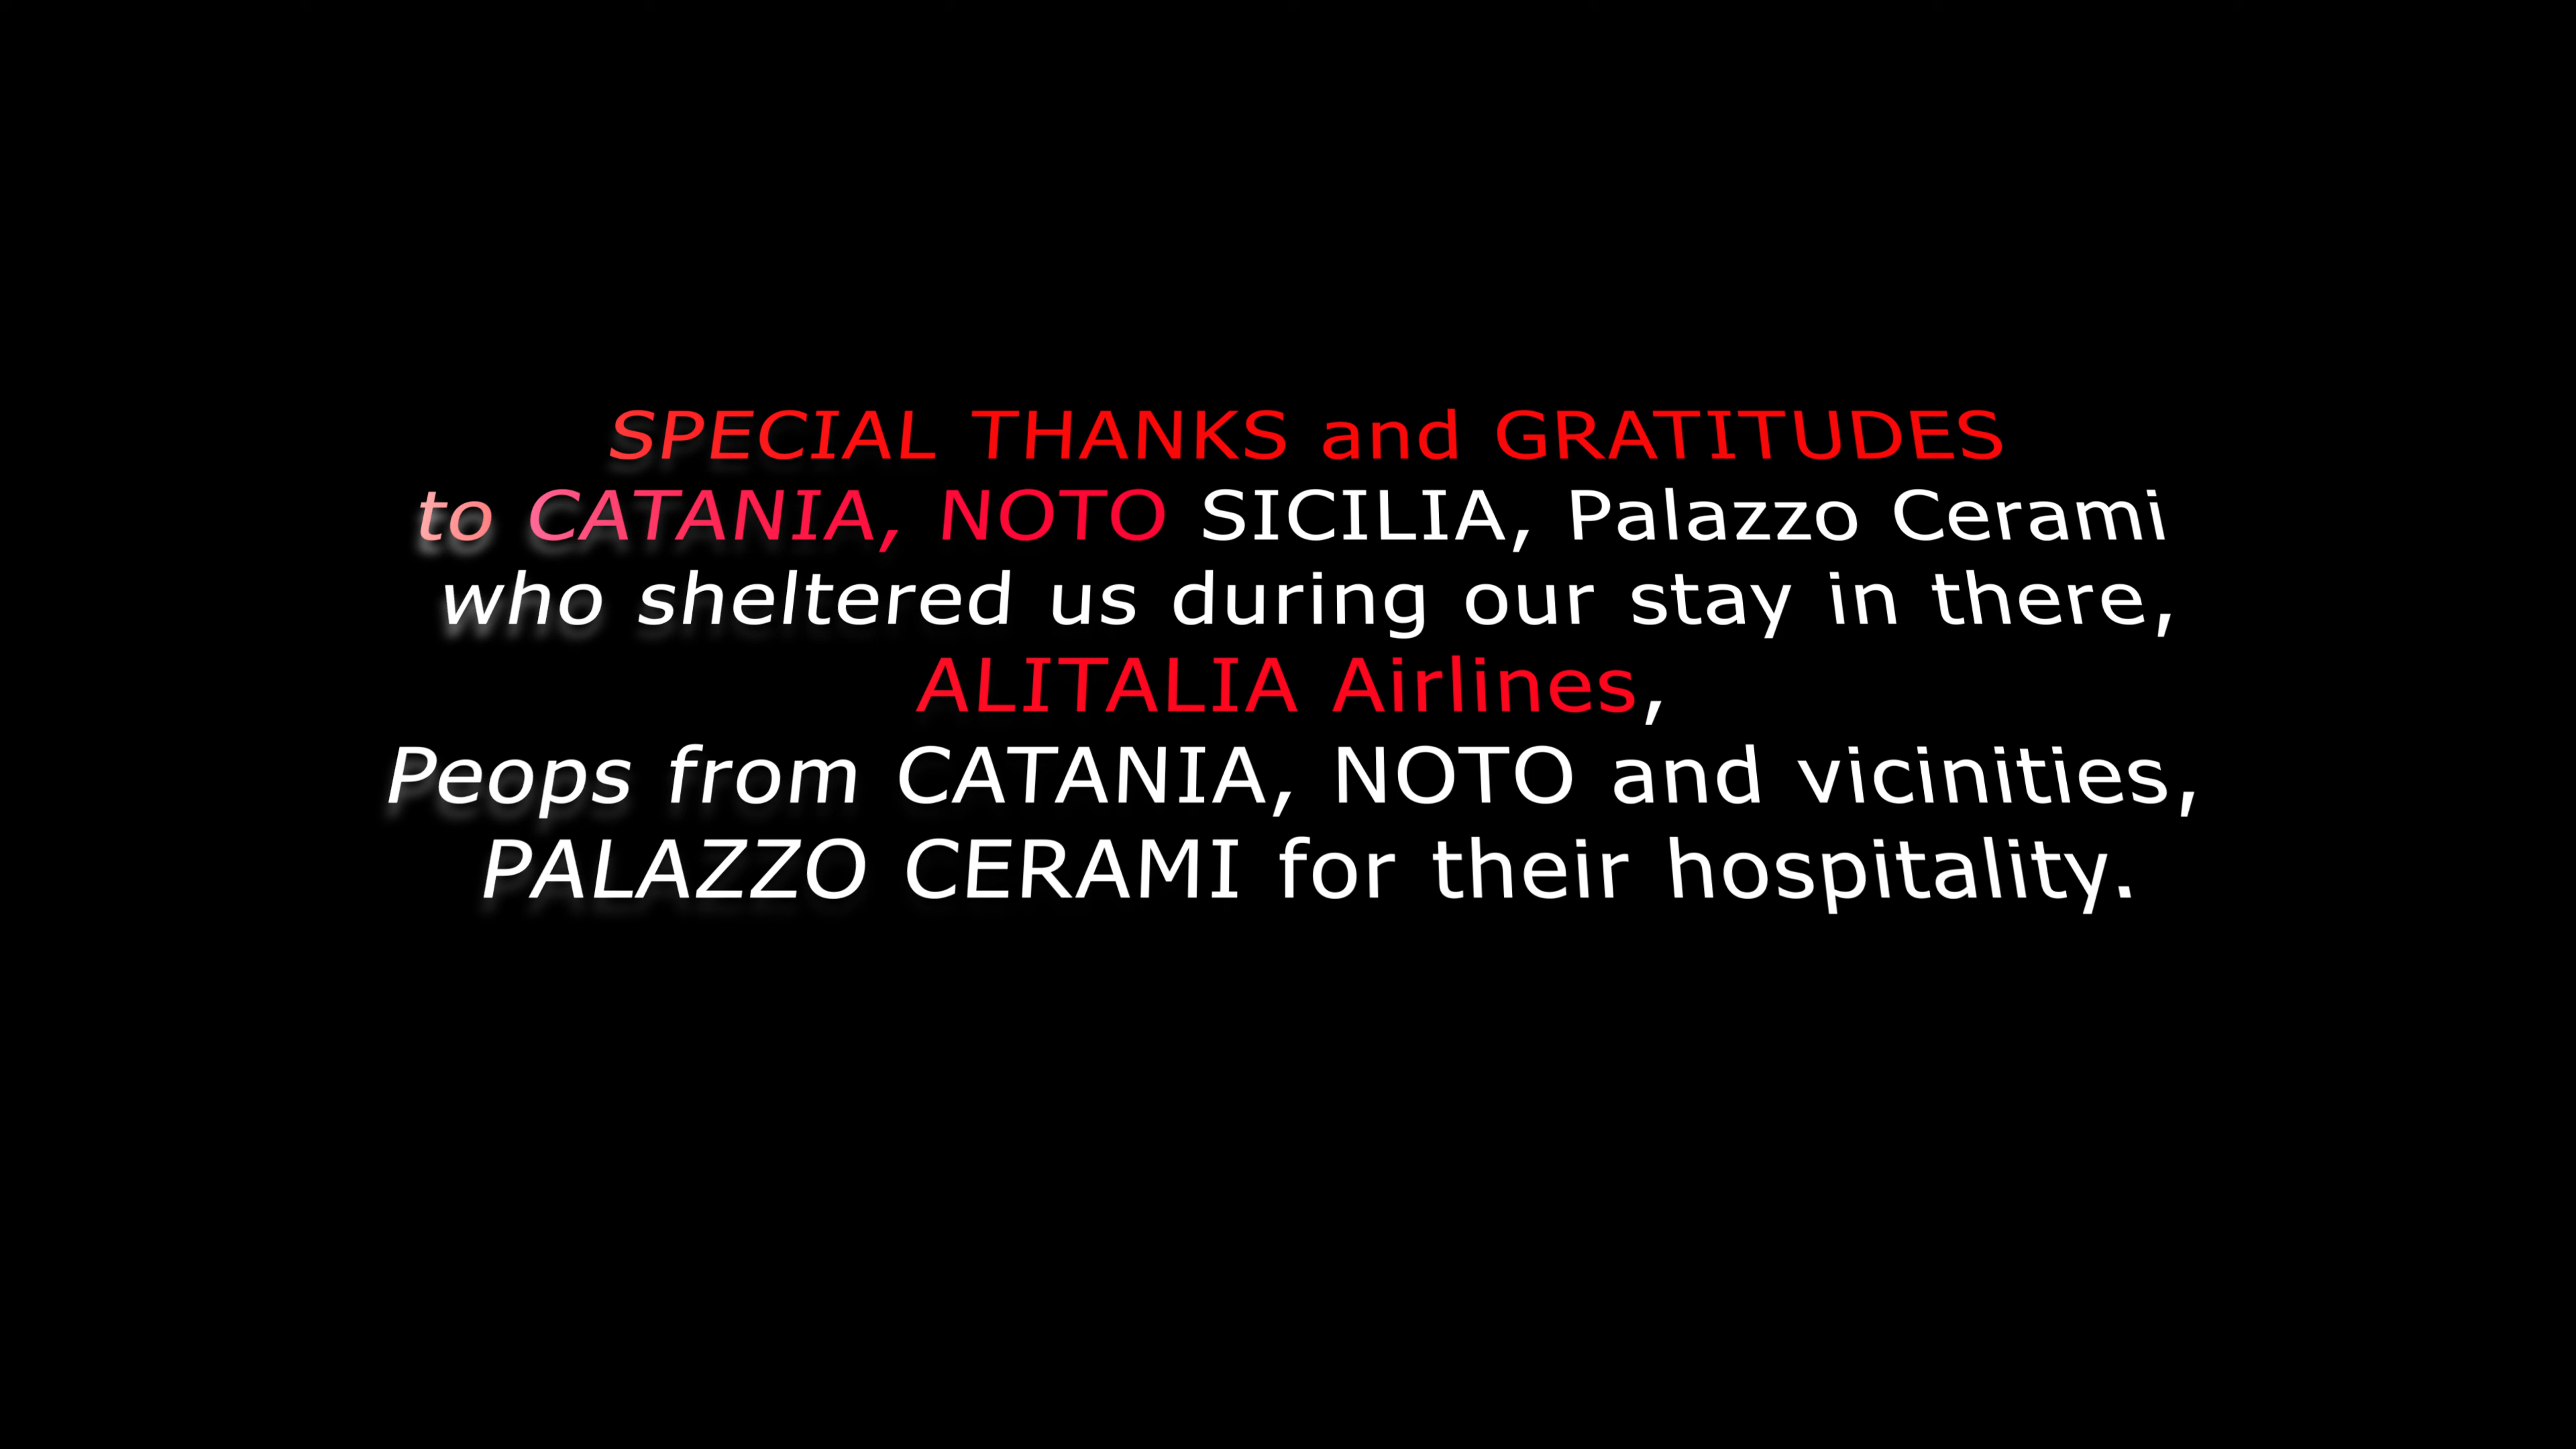 SPECIAL THANKS and GRATITUDES
to CATANIA, NOTO SICILIA, Palazzo Cerami
who sheltered us during our stay in there,
ALITALIA Airlines,
Peops from CATANIA, NOTO and vicinities,
PALAZZO CERAMI for their hospitality.